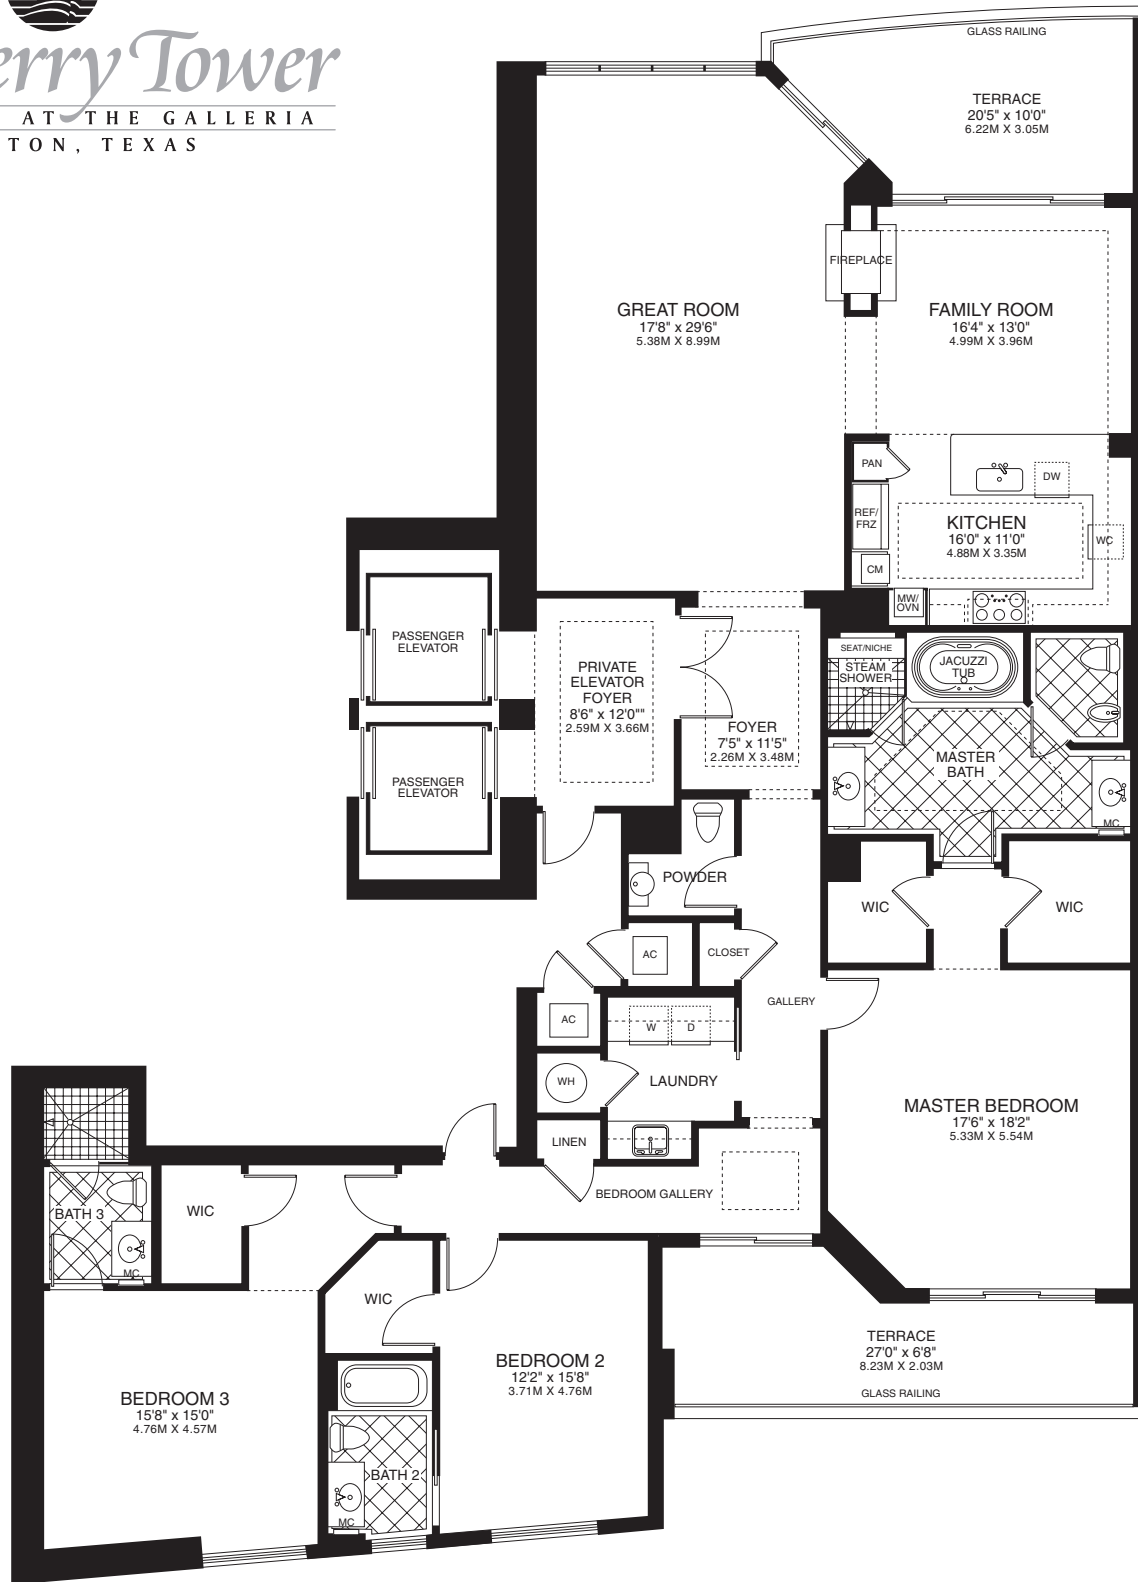 Tower
AT THE GALLERIA
TON, TEXAS
GLASS RAILING
TERRACE
20'5" x 10'0"
6.22M X 3.05M
FIREPLACE
GREAT ROOM
17'8" x 29'6"
5.38M X 8.99M
FAMILY ROOM
16'4" x 13'0"
4.99M X 3.96M
PAN
DW
REF/
FRZ
KITCHEN
16'0" x 11'0"
4.88M X 3.35M
WC
CM
MW/
OVN
PASSENGER
ELEVATOR
PRIVATE
ELEVATOR
FOYER
8'6" x 12'0""
2.59M X 3.66M
SEAT/NICHE
STEAM
SHOWER
JACUZZI
TUB
FOYER
7'5" x 11'5"
2.26M X 3.48M
MASTER
BATH
PASSENGER
ELEVATOR
MC
POWDER
WIC
WIC
AC
CLOSET
GALLERY
AC
W
D
WH
LAUNDRY
MASTER BEDROOM
17'6" x 18'2"
5.33M X 5.54M
LINEN
BEDROOM GALLERY
BATH 3
WIC
MC
WIC
TERRACE
27'0" x 6'8"
8.23M X 2.03M
GLASS RAILING
BEDROOM 2
12'2" x 15'8"
3.71M X 4.76M
BEDROOM 3
15'8" x 15'0"
4.76M X 4.57M
BATH 2
MC